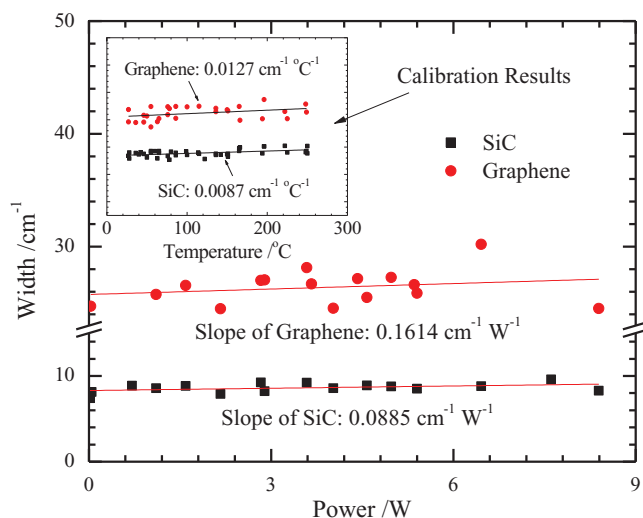 50
40
30
20
10
0
Width /cm⁻¹
0
3
6
9
Power /W
Graphene: 0.0127 cm⁻¹ °C⁻¹
SiC: 0.0087 cm⁻¹ °C⁻¹
0
100
200
300
Temperature /°C
Calibration Results
SiC
Graphene
Slope of Graphene: 0.1614 cm⁻¹ W⁻¹
Slope of SiC: 0.0885 cm⁻¹ W⁻¹